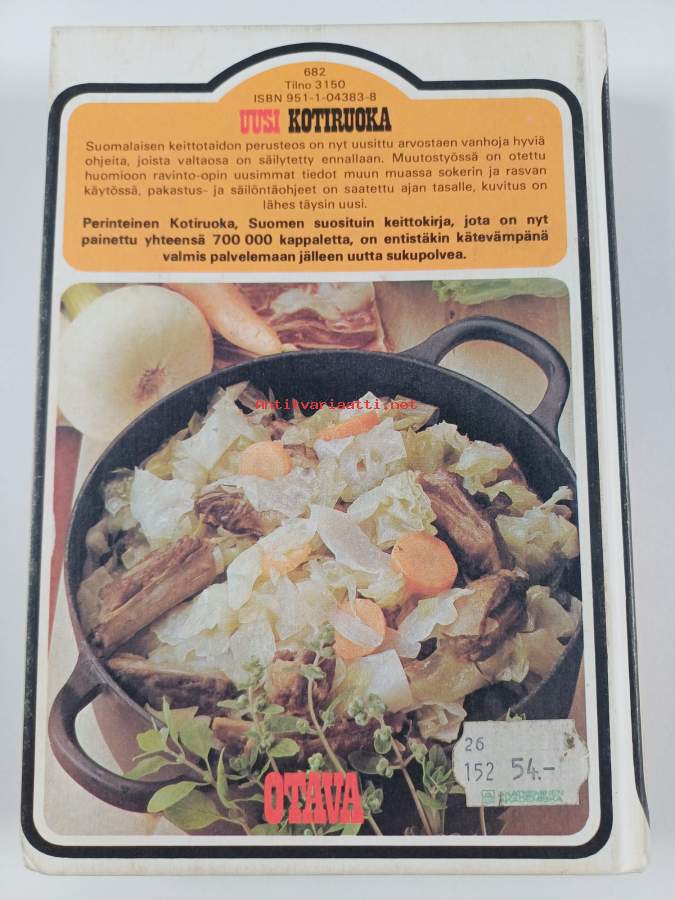 682
Tilno 3150
ISBN 951-1-04383-8
UUSI KOTIRUOKA
Suomalaisen keittotaidon perusteos on nyt uusittu arvostaen vanhoja hyviä
ohjeita, joista valtaosa on säilytetty ennallaan. Muutostyössä on otettu
huomioon ravinto-opin uusimmat tiedot muun muassa sokerin ja rasvan
käytössä, pakastus- ja säilöntäohjeet on saatettu ajan tasalle, kuvitus on
lähes täysin uusi.
Perinteinen Kotiruoka, Suomen suosituin keittokirja, jota on nyt
painettu yhteensä 700 000 kappaletta, on entistäkin kätevämpänä
valmis palvelemaan jälleen uutta sukupolvea.
Antikvariaatti.net
26
152 54.-
AKATEEMINEN
AKADEMISKA
OTAVA